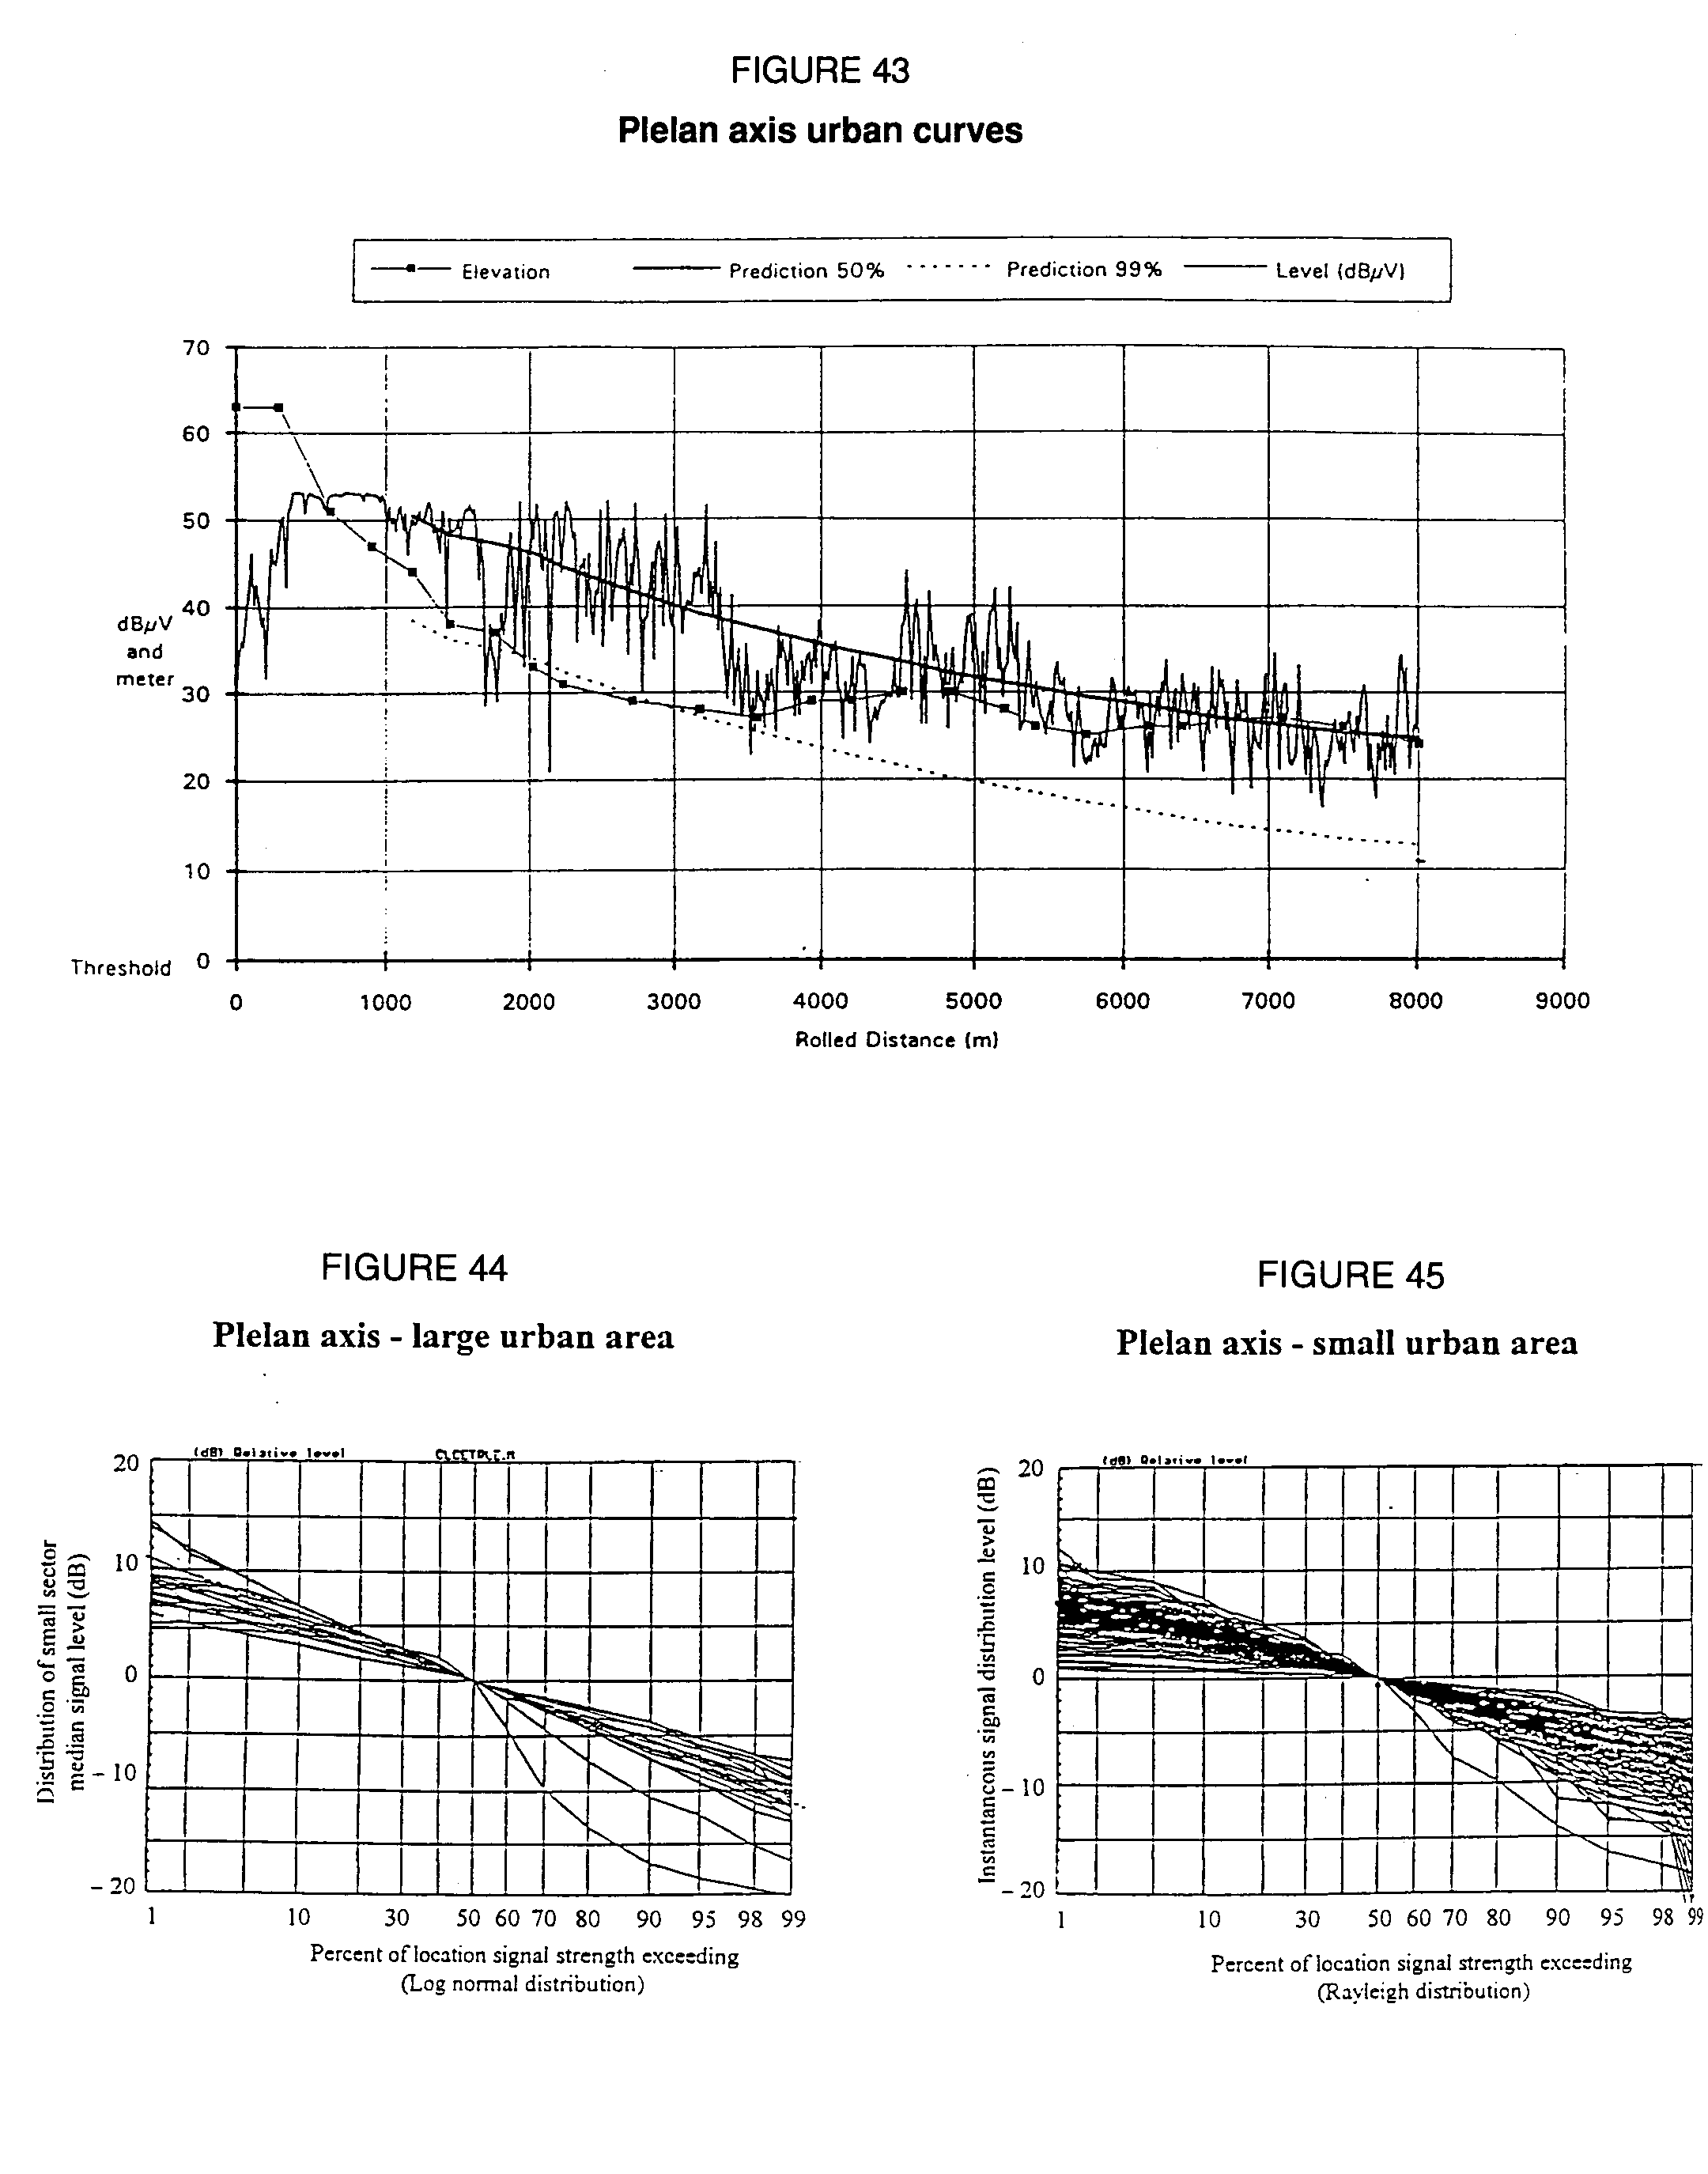 FIGURE 43
Plelan axis urban curves
Elevation Prediction 50% Prediction 99% Level (dBµV)
70
60
50
40
30
20
10
Threshold 0
dBµV
and
meter
0 1000 2000 3000 4000 5000 6000 7000 8000 9000
Rolled Distance (m)
FIGURE 44
Plelan axis - large urban area
(dB) Relative level
20
10
0
- 10
- 20
Distribution of small sector
median signal level (dB)
1 10 30 50 60 70 80 90 95 98 99
Percent of location signal strength exceeding
(Log normal distribution)
FIGURE 45
Plelan axis - small urban area
(dB) Relative level
20
10
0
- 10
- 20
Instantancous signal distribution level (dB)
1 10 30 50 60 70 80 90 95 98 99
Percent of location signal strength exceeding
(Rayleigh distribution)